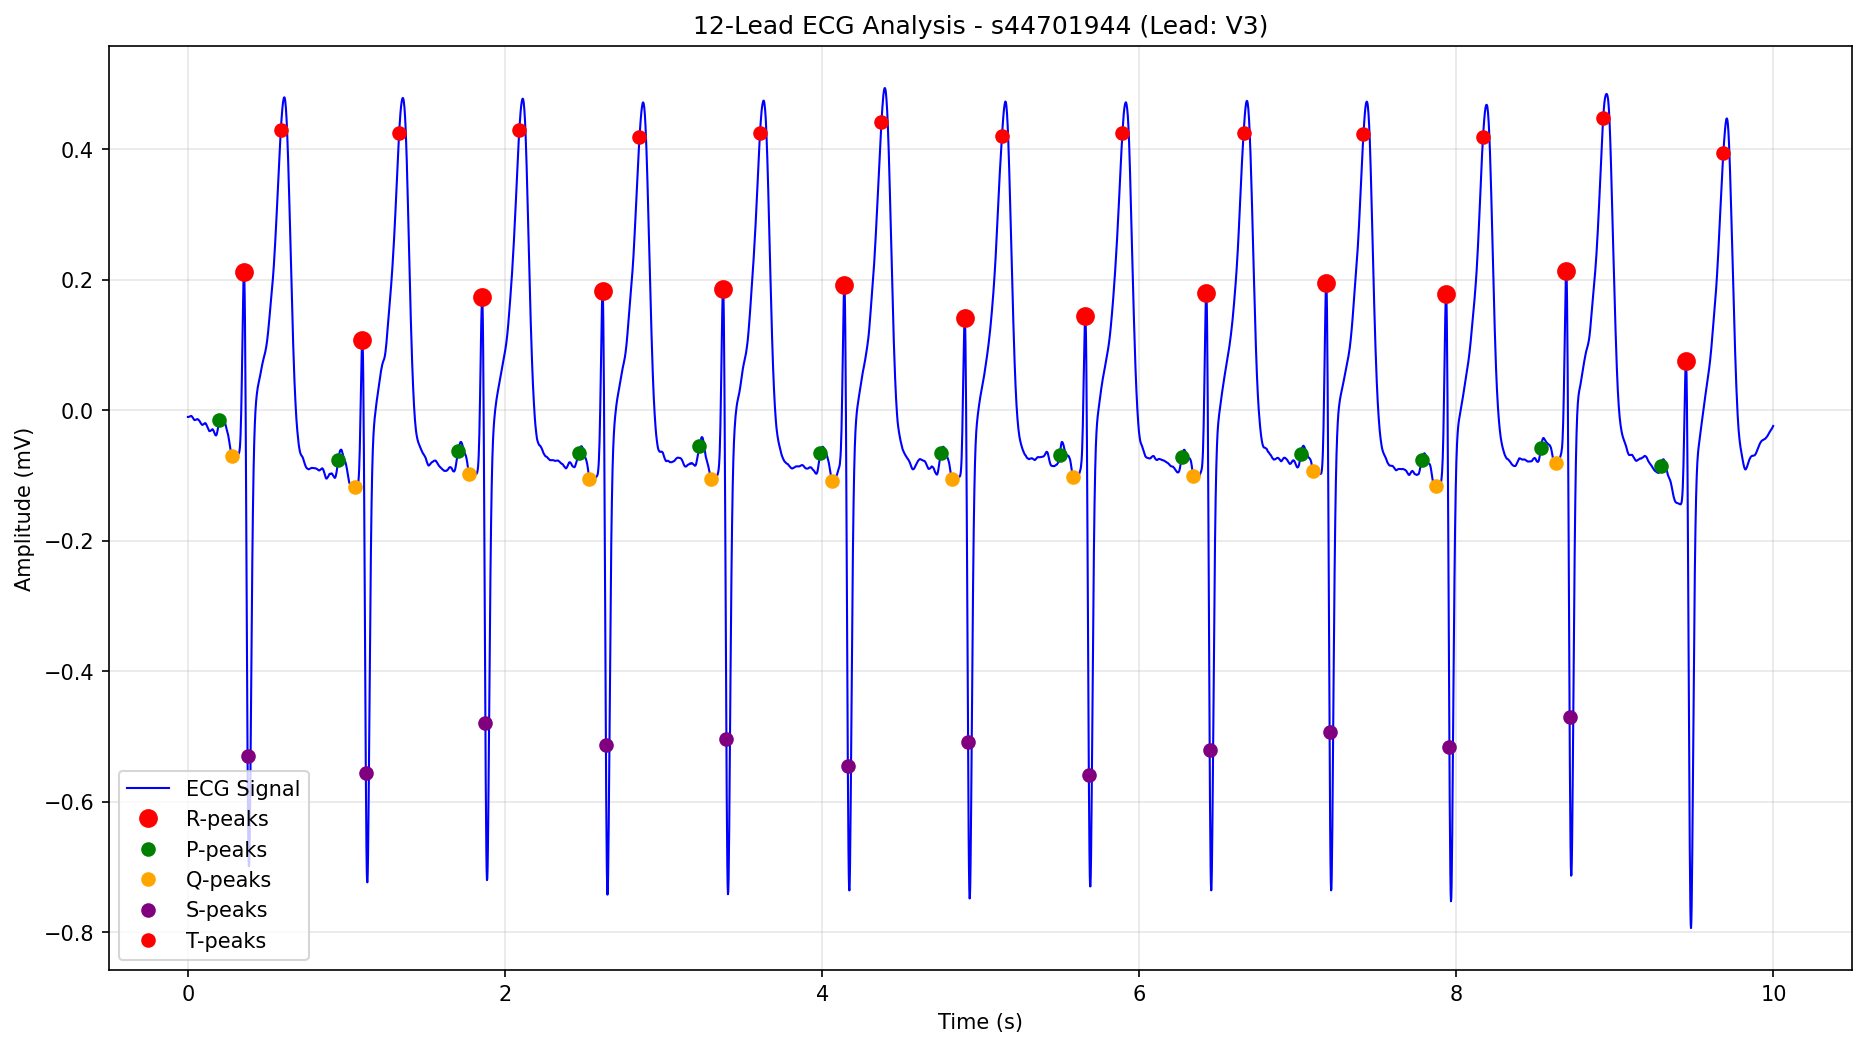 12-Lead ECG Analysis - s44701944 (Lead: V3)
Amplitude (mV)
0.4
0.2
0.0
−0.2
−0.4
−0.6
−0.8
ECG Signal
R-peaks
P-peaks
Q-peaks
S-peaks
T-peaks
0 2 4 6 8 10
Time (s)